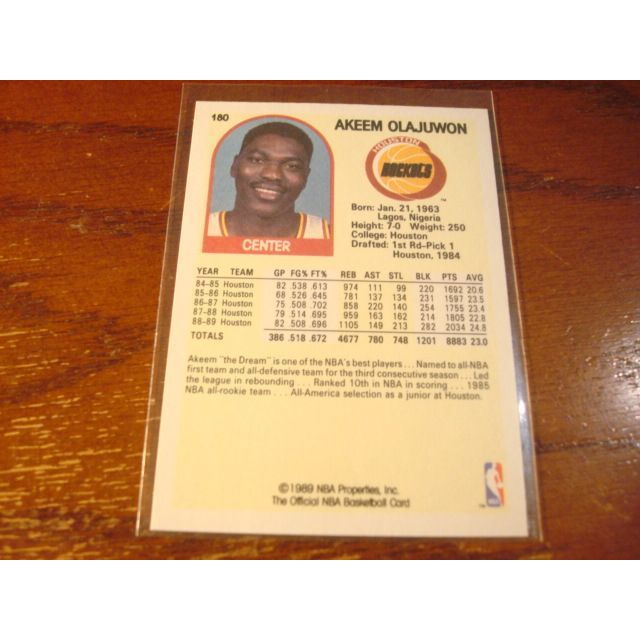 180
AKEEM OLAJUWON
HOUSTON
ROCKETS
Born: Jan. 21, 1963
Lagos, Nigeria
Height: 7-0 Weight: 250
College: Houston
Drafted: 1st Rd-Pick 1
Houston, 1984
CENTER
YEAR TEAM GP FG% FT% REB AST STL BLK PTS AVG
84-85 Houston 82 .538 .613 974 111 99 220 1692 20.6
85-86 Houston 68 .526 .645 781 137 134 231 1597 23.5
86-87 Houston 75 .508 .702 858 220 140 254 1755 23.4
87-88 Houston 79 .514 .695 959 163 162 214 1805 22.8
88-89 Houston 82 .508 .696 1105 149 213 282 2034 24.8
TOTALS 386 .518 .672 4677 780 748 1201 8883 23.0
Akeem "the Dream" is one of the NBA's best players . . . Named to all-NBA
first team and all-defensive team for the third consecutive season . . . Led
the league in rebounding . . . Ranked 10th in NBA in scoring . . . 1985
NBA all-rookie team . . . All-America selection as a junior at Houston.
©1989 NBA Properties, Inc.
The Official NBA Basketball Card